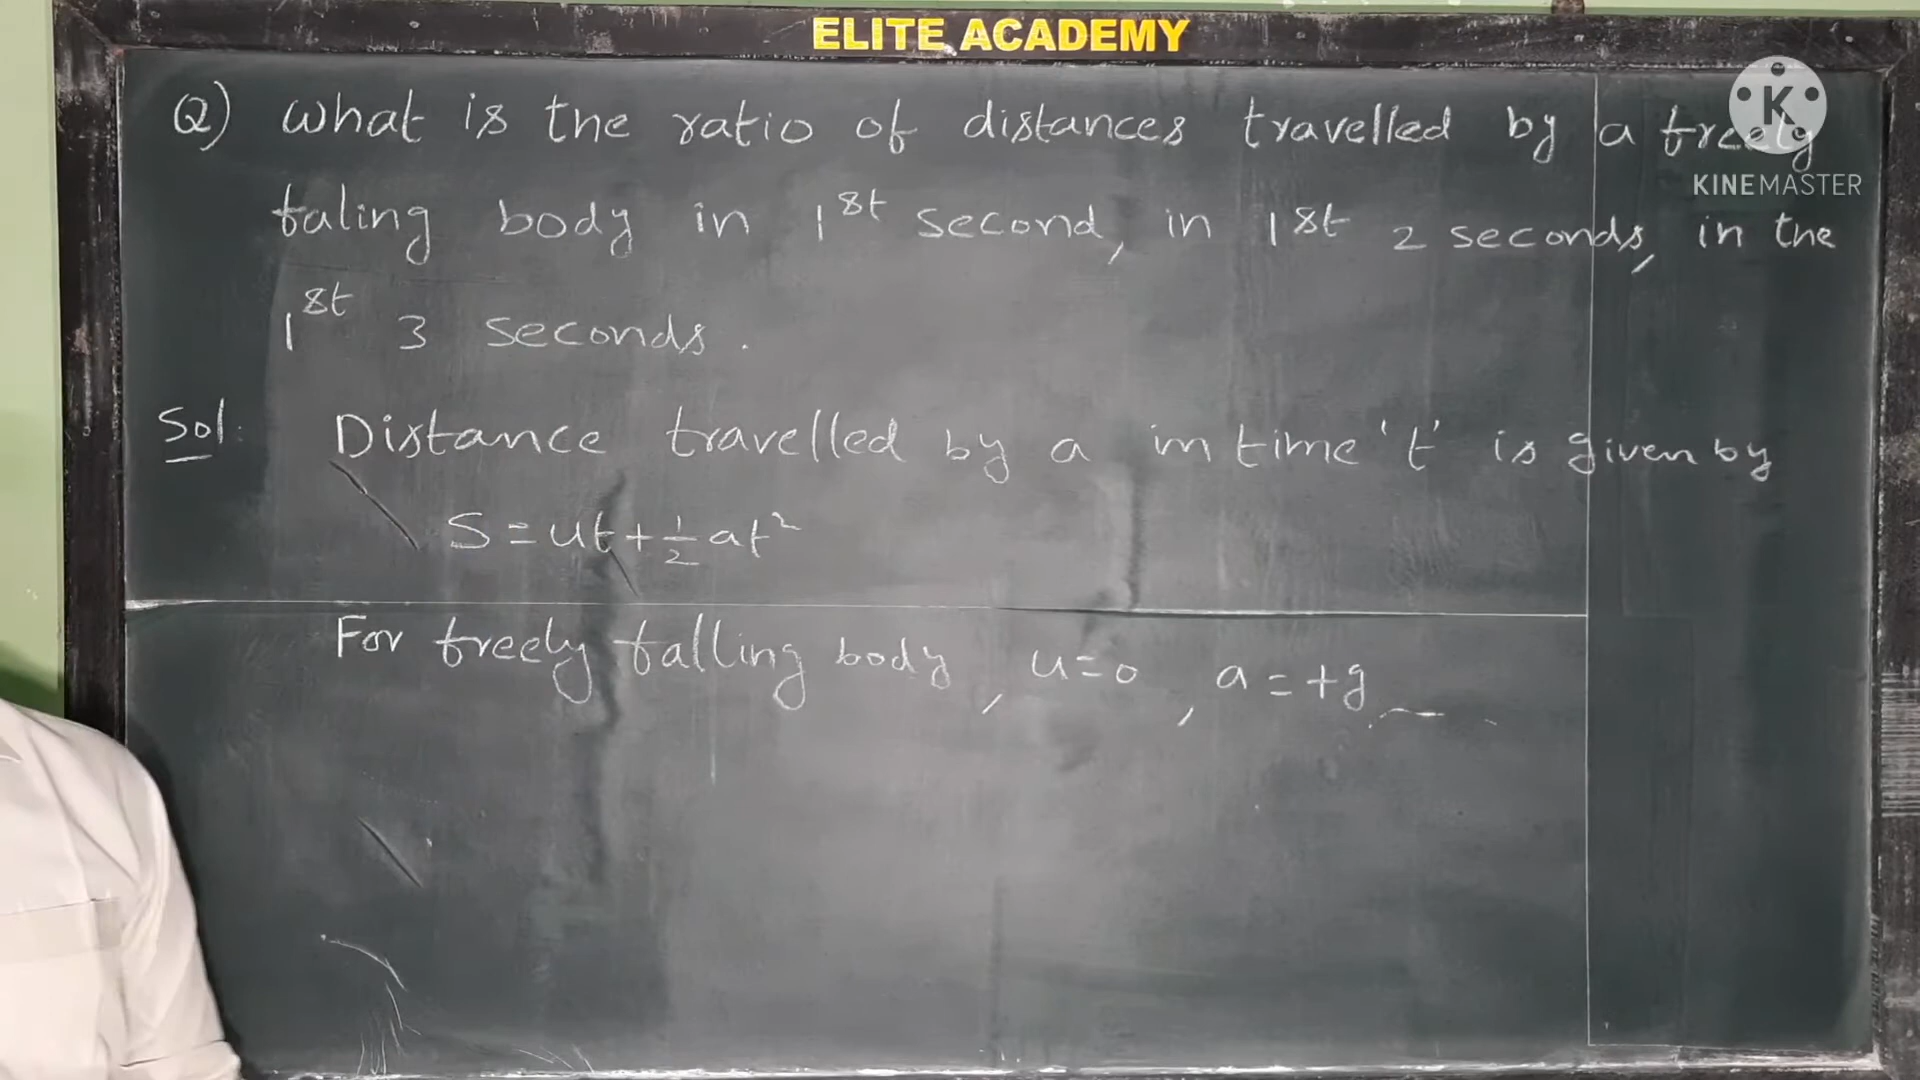 ELITE ACADEMY
Q) What is the ratio of distances travelled by a freely
faling body in 1st second, in 1st 2 seconds, in the
1st 3 seconds.
Sol: Distance travelled by a in time 't' is given by
S = ut + 1/2 at²
For freely falling body, u=0, a=+g
K
KINEMASTER